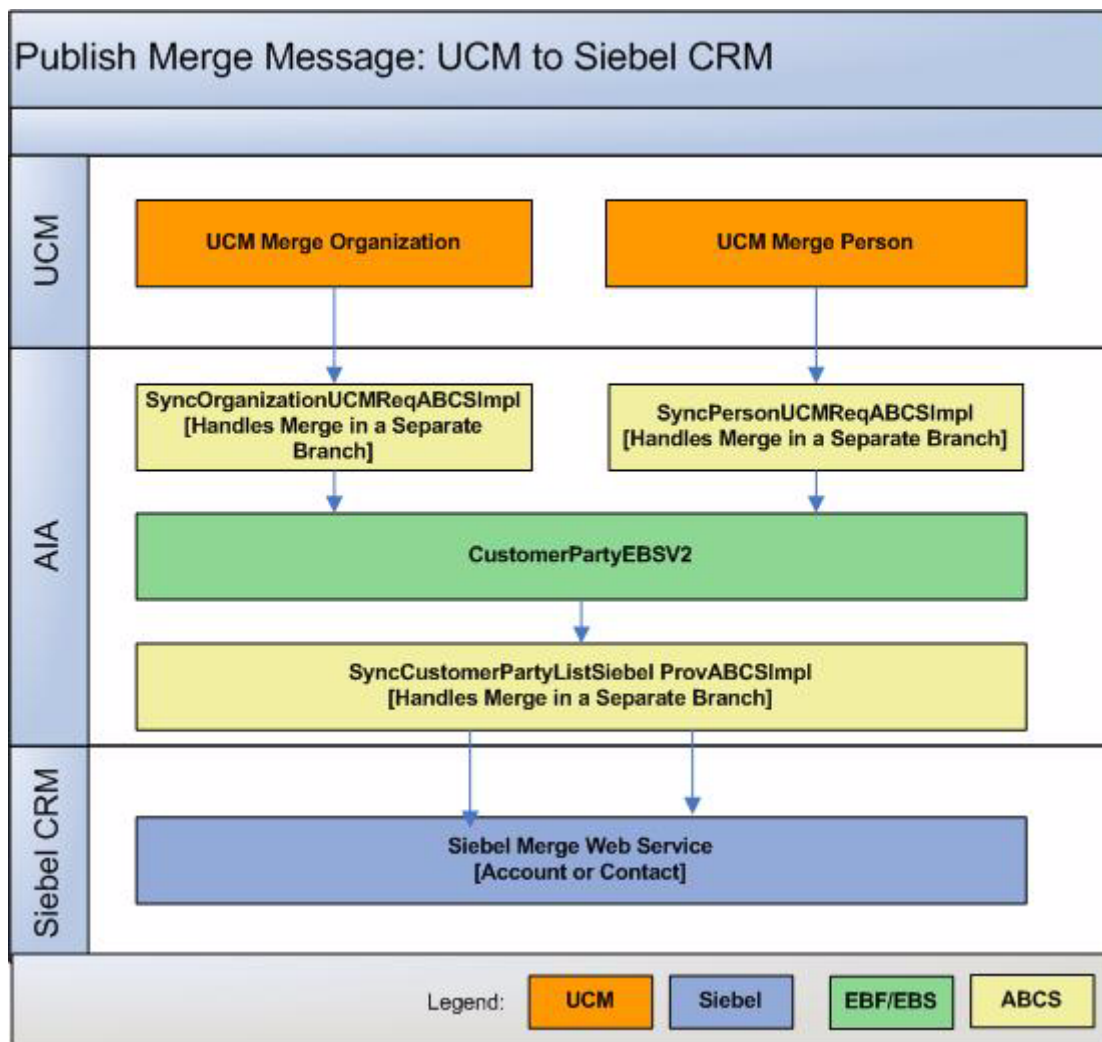 Publish Merge Message: UCM to Siebel CRM
UCM
UCM Merge Organization
UCM Merge Person
AIA
SyncOrganizationUCMReqABCSImpl
[Handles Merge in a Separate
Branch]
SyncPersonUCMReqABCSImpl
[Handles Merge in a Separate Branch]
CustomerPartyEBSV2
SyncCustomerPartyListSiebel ProvABCSImpl
[Handles Merge in a Separate Branch]
Siebel CRM
Siebel Merge Web Service
[Account or Contact]
Legend:
UCM
Siebel
EBF/EBS
ABCS